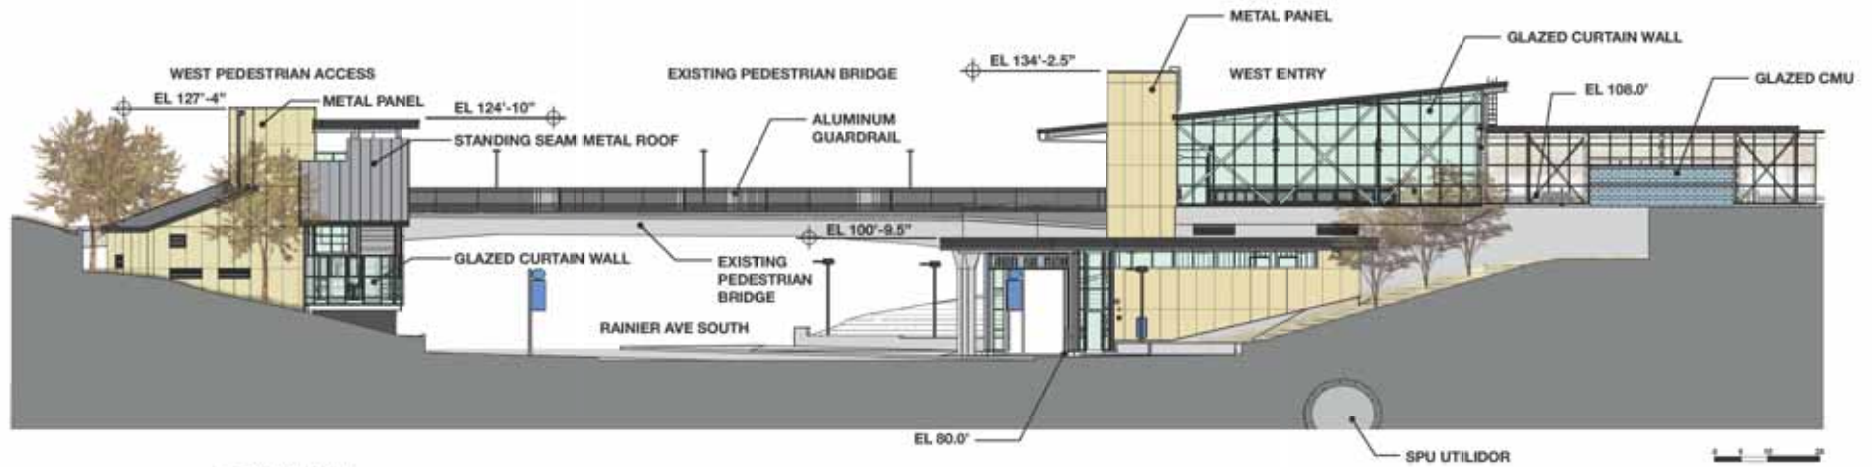 METAL PANEL
GLAZED CURTAIN WALL
WEST PEDESTRIAN ACCESS
EXISTING PEDESTRIAN BRIDGE
EL 134'-2.5"
WEST ENTRY
GLAZED CMU
EL 127'-4"
METAL PANEL
EL 124'-10"
EL 108.0'
STANDING SEAM METAL ROOF
ALUMINUM
GUARDRAIL
EL 100'-9.5"
GLAZED CURTAIN WALL
EXISTING
PEDESTRIAN
BRIDGE
RAINIER AVE SOUTH
EL 80.0'
SPU UTILIDOR